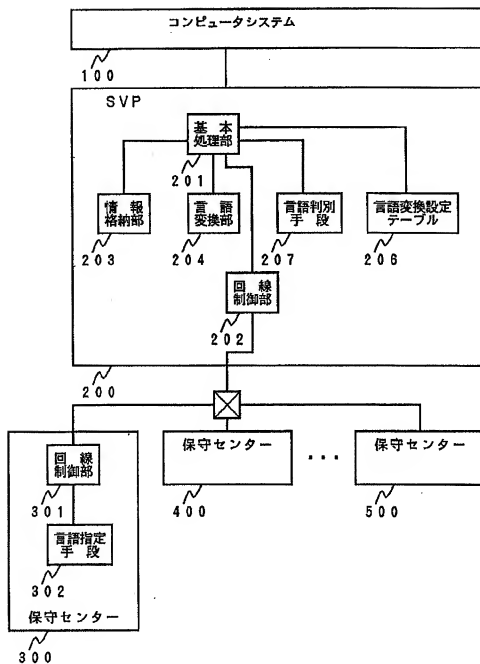 コンピュータシステム
100
SVP
基本
処理部
201
情報
格納部
203
言語
変換部
204
言語判別
手段
207
言語変換設定
テーブル
206
回線
制御部
202
200
回線
制御部
301
言語指定
手段
302
保守センター
300
保守センター
400
...
保守センター
500